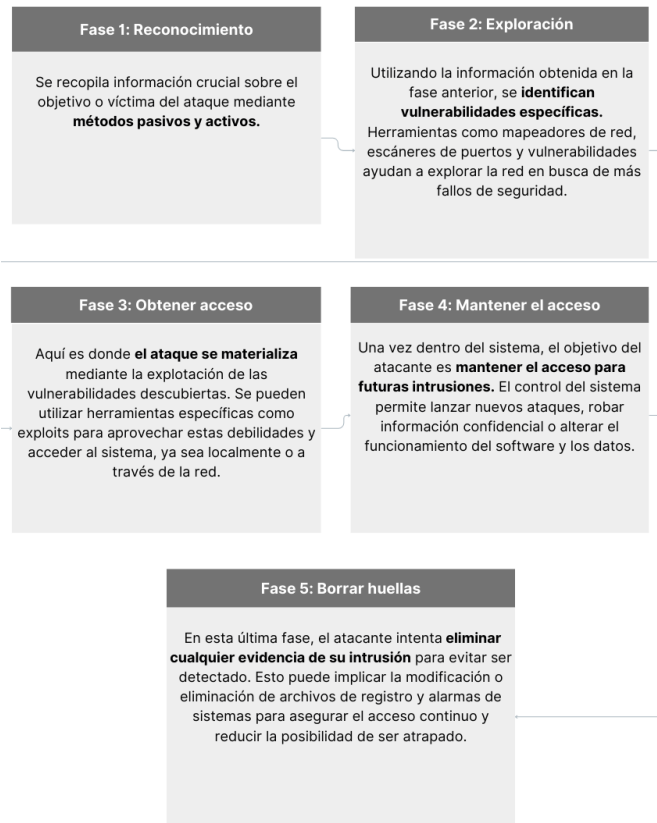 Fase 1: Reconocimiento
Se recopila información crucial sobre el
objetivo o víctima del ataque mediante
métodos pasivos y activos.
Fase 2: Exploración
Utilizando la información obtenida en la
fase anterior, se identifican
vulnerabilidades específicas.
Herramientas como mapeadores de red,
escáneres de puertos y vulnerabilidades
ayudan a explorar la red en busca de más
fallos de seguridad.
Fase 3: Obtener acceso
Aquí es donde el ataque se materializa
mediante la explotación de las
vulnerabilidades descubiertas. Se pueden
utilizar herramientas específicas como
exploits para aprovechar estas debilidades y
acceder al sistema, ya sea localmente o a
través de la red.
Fase 4: Mantener el acceso
Una vez dentro del sistema, el objetivo del
atacante es mantener el acceso para
futuras intrusiones. El control del sistema
permite lanzar nuevos ataques, robar
información confidencial o alterar el
funcionamiento del software y los datos.
Fase 5: Borrar huellas
En esta última fase, el atacante intenta eliminar
cualquier evidencia de su intrusión para evitar ser
detectado. Esto puede implicar la modificación o
eliminación de archivos de registro y alarmas de
sistemas para asegurar el acceso continuo y
reducir la posibilidad de ser atrapado.